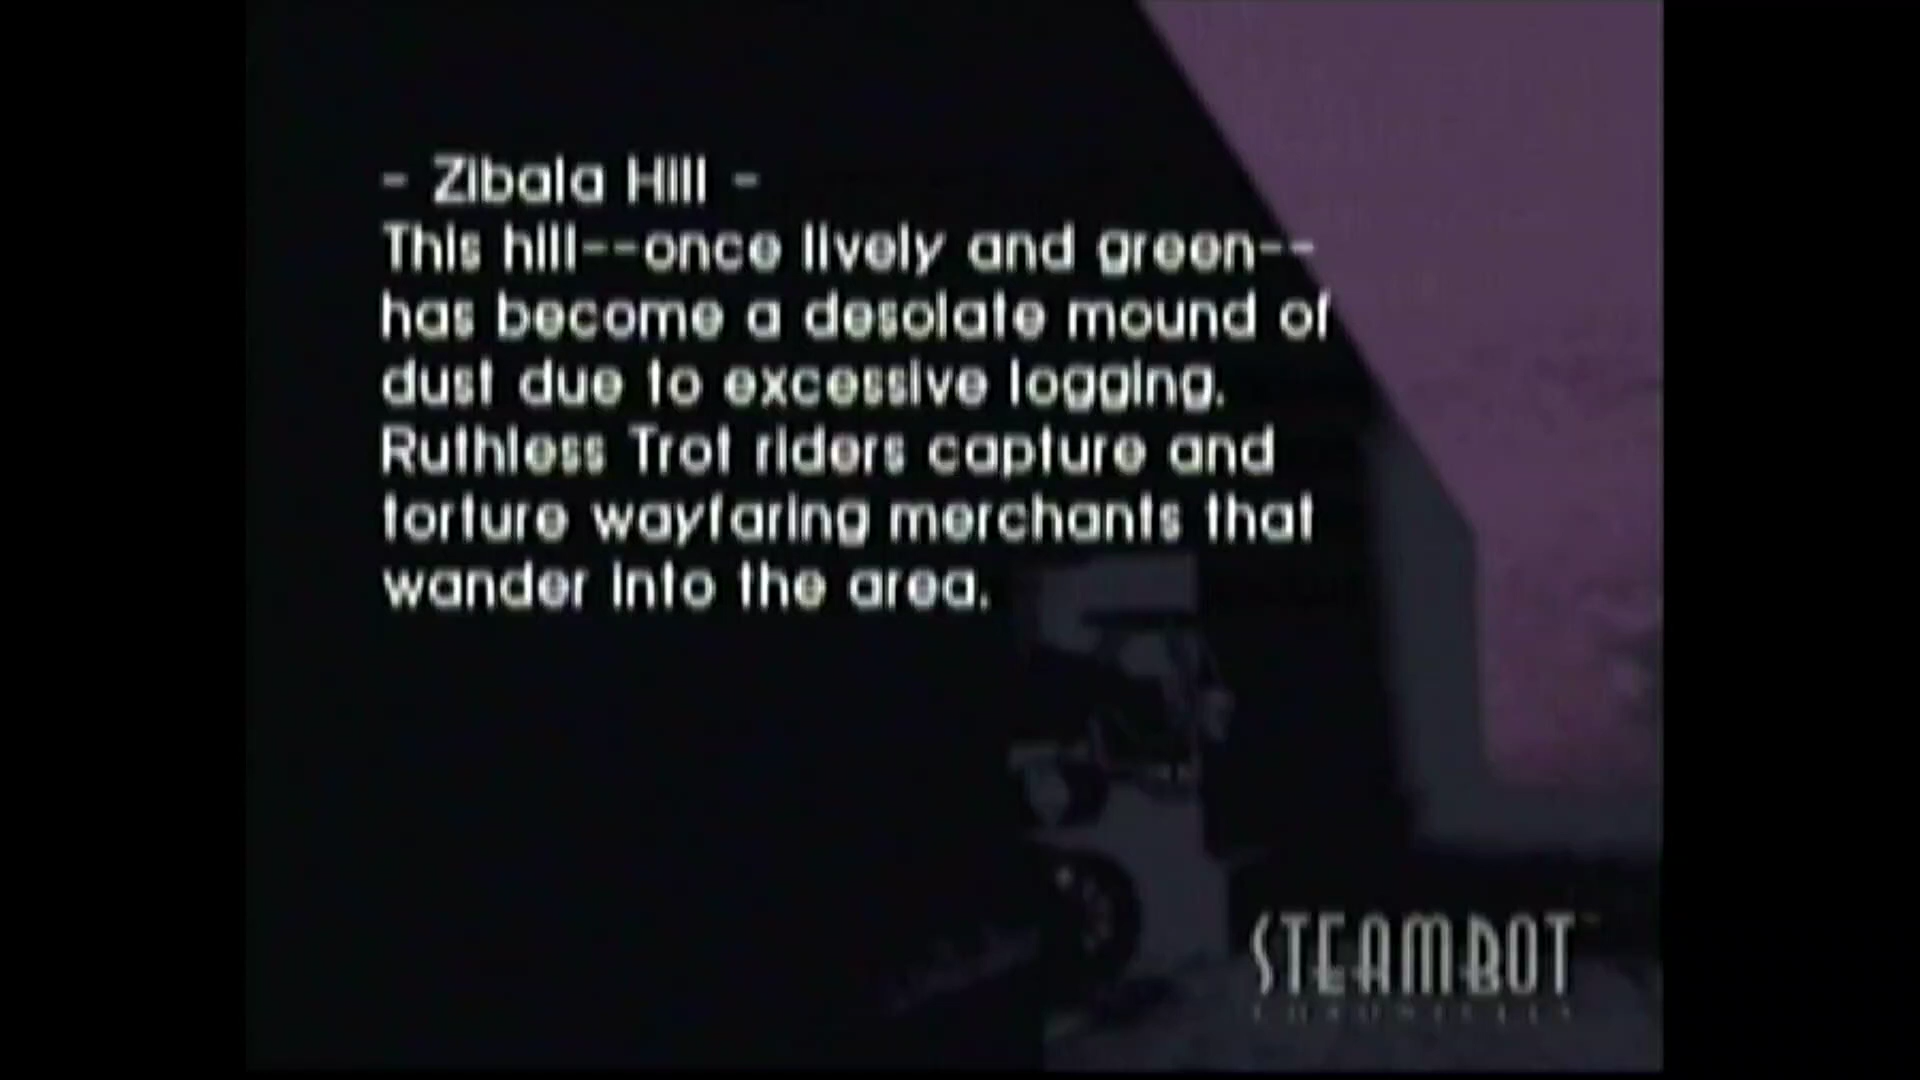 - Zibala Hill -
This hill--once lively and green--
has become a desolate mound of
dust due to excessive logging.
Ruthless Trot riders capture and
torture wayfaring merchants that
wander into the area.
STEAMBOT
CHRONICLES